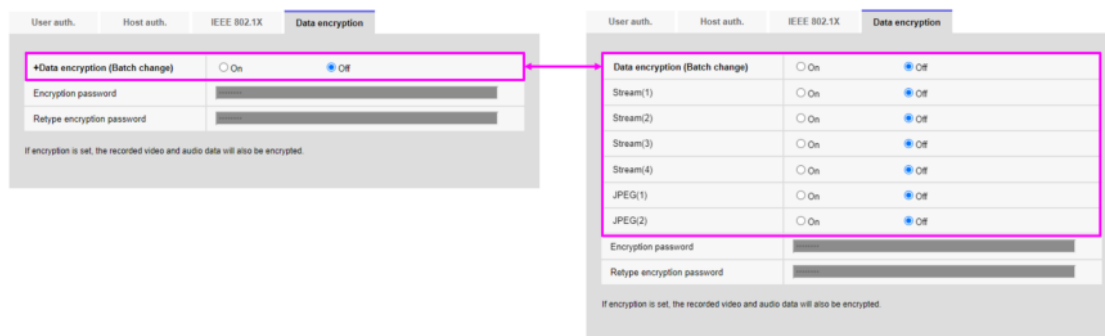 User auth. Host auth. IEEE 802.1X Data encryption
+Data encryption (Batch change) On Off
Encryption password
Retype encryption password
If encryption is set, the recorded video and audio data will also be encrypted.
User auth. Host auth. IEEE 802.1X Data encryption
Data encryption (Batch change) On Off
Stream(1) On Off
Stream(2) On Off
Stream(3) On Off
Stream(4) On Off
JPEG(1) On Off
JPEG(2) On Off
Encryption password
Retype encryption password
If encryption is set, the recorded video and audio data will also be encrypted.